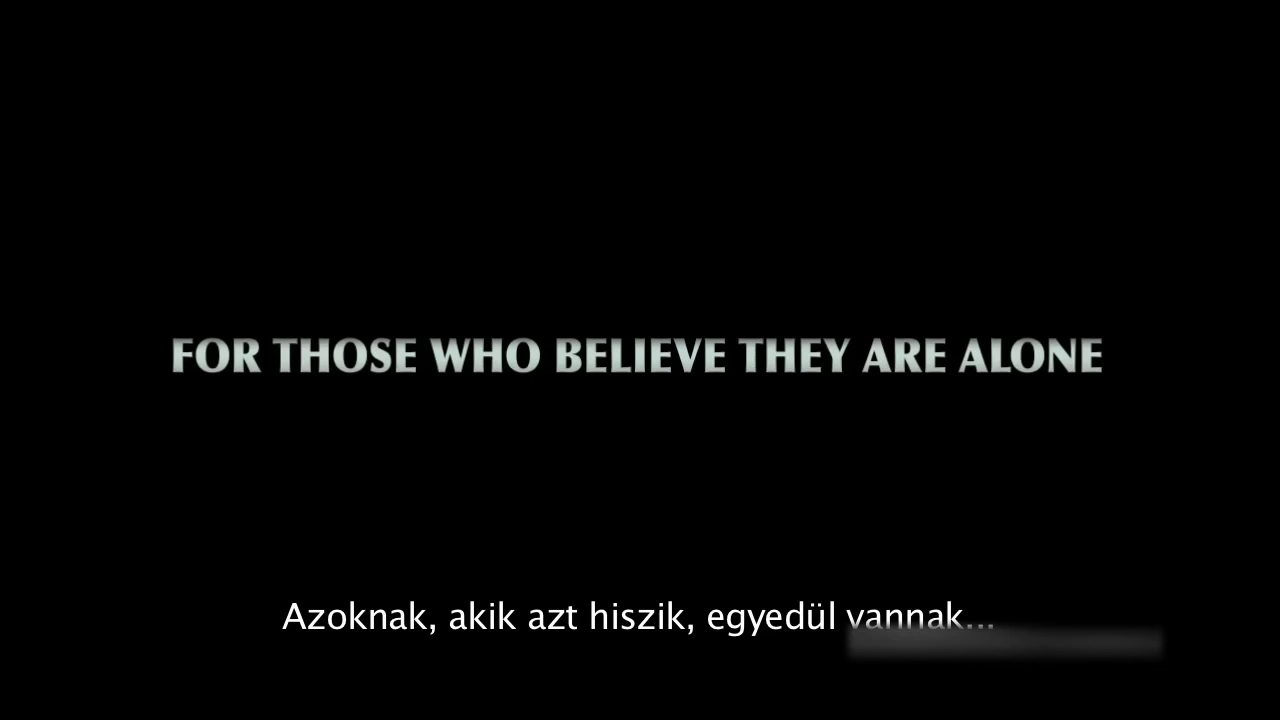 FOR THOSE WHO BELIEVE THEY ARE ALONE
Azoknak, akik azt hiszik, egyedül vannak...